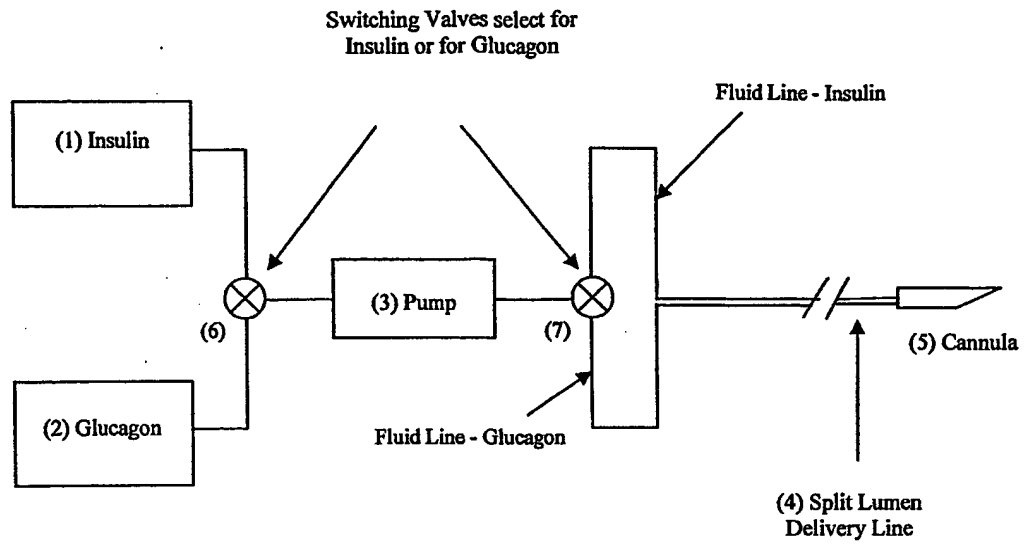 Switching Valves select for
Insulin or for Glucagon
Fluid Line - Insulin
(1) Insulin
(3) Pump
(6)
(7)
(5) Cannula
(2) Glucagon
Fluid Line - Glucagon
(4) Split Lumen
Delivery Line